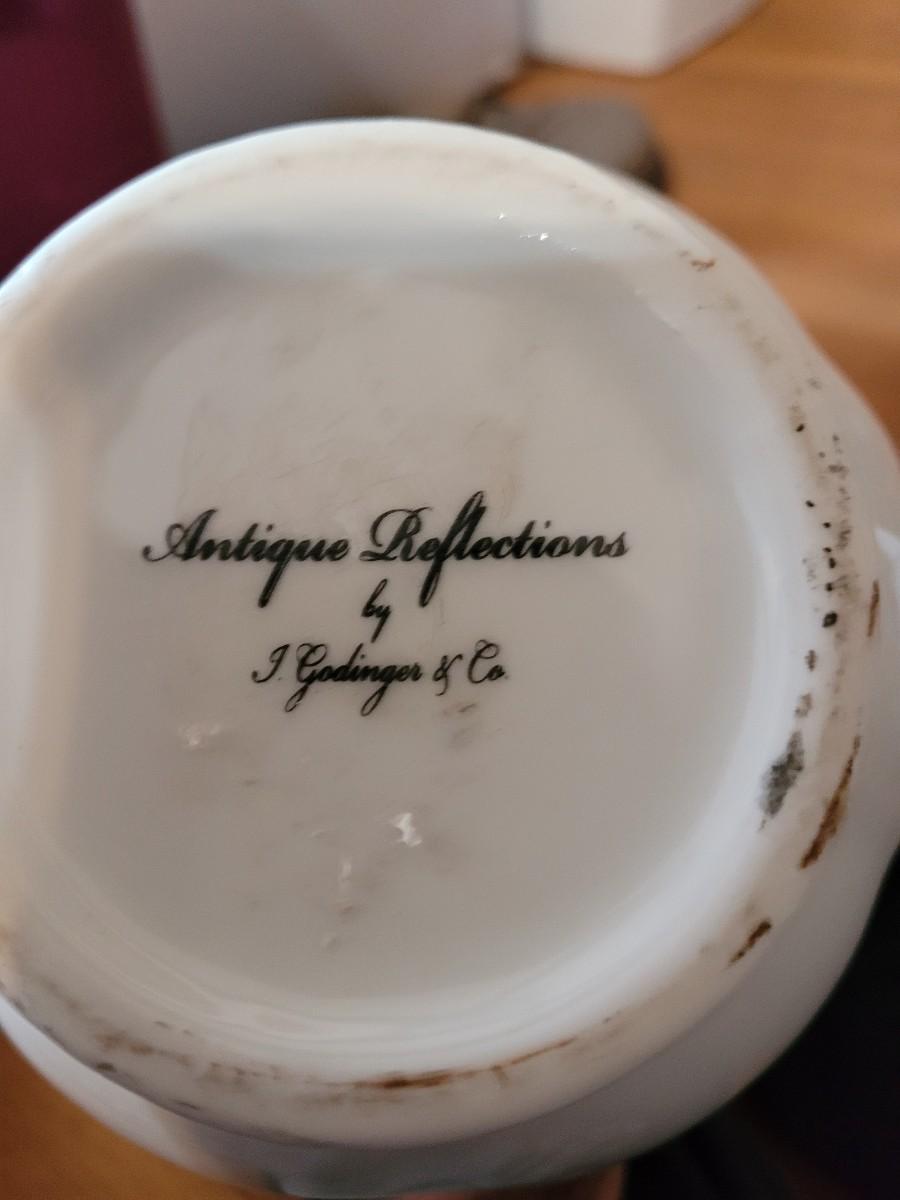 Antique Reflections
by
J. Godinger & Co.